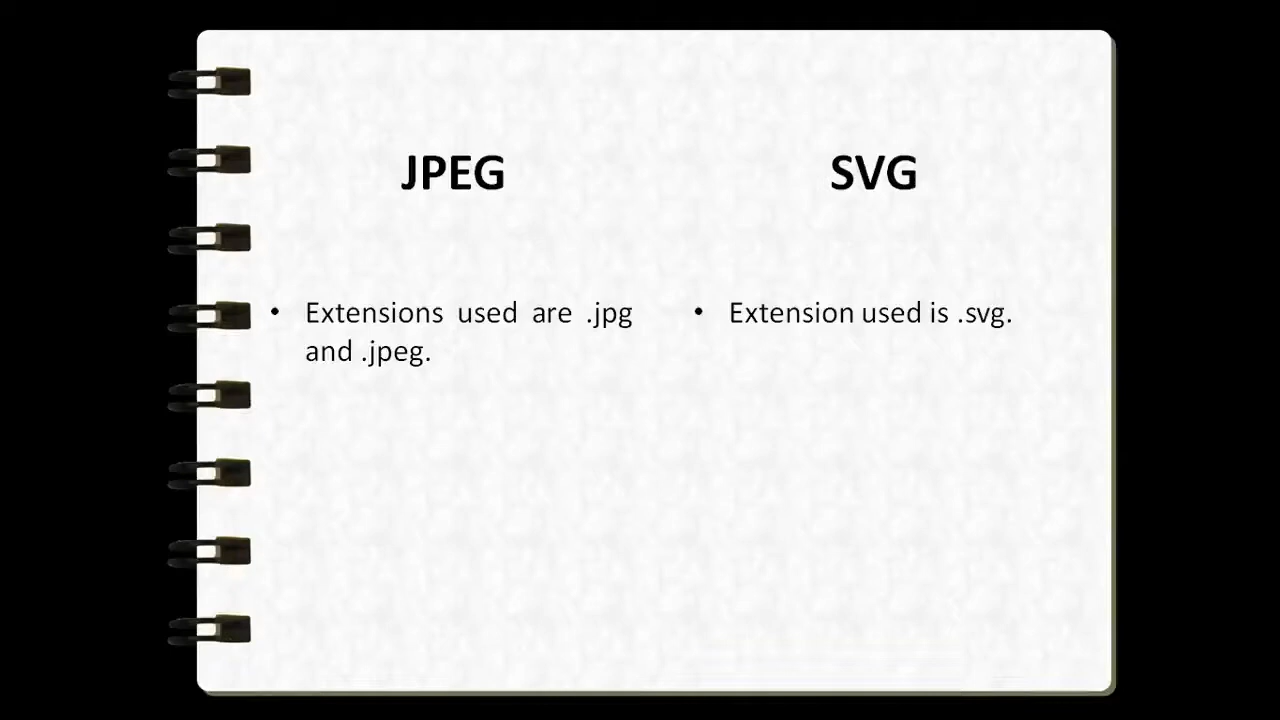 JPEG
SVG
• Extensions used are .jpg
and .jpeg.
• Extension used is .svg.